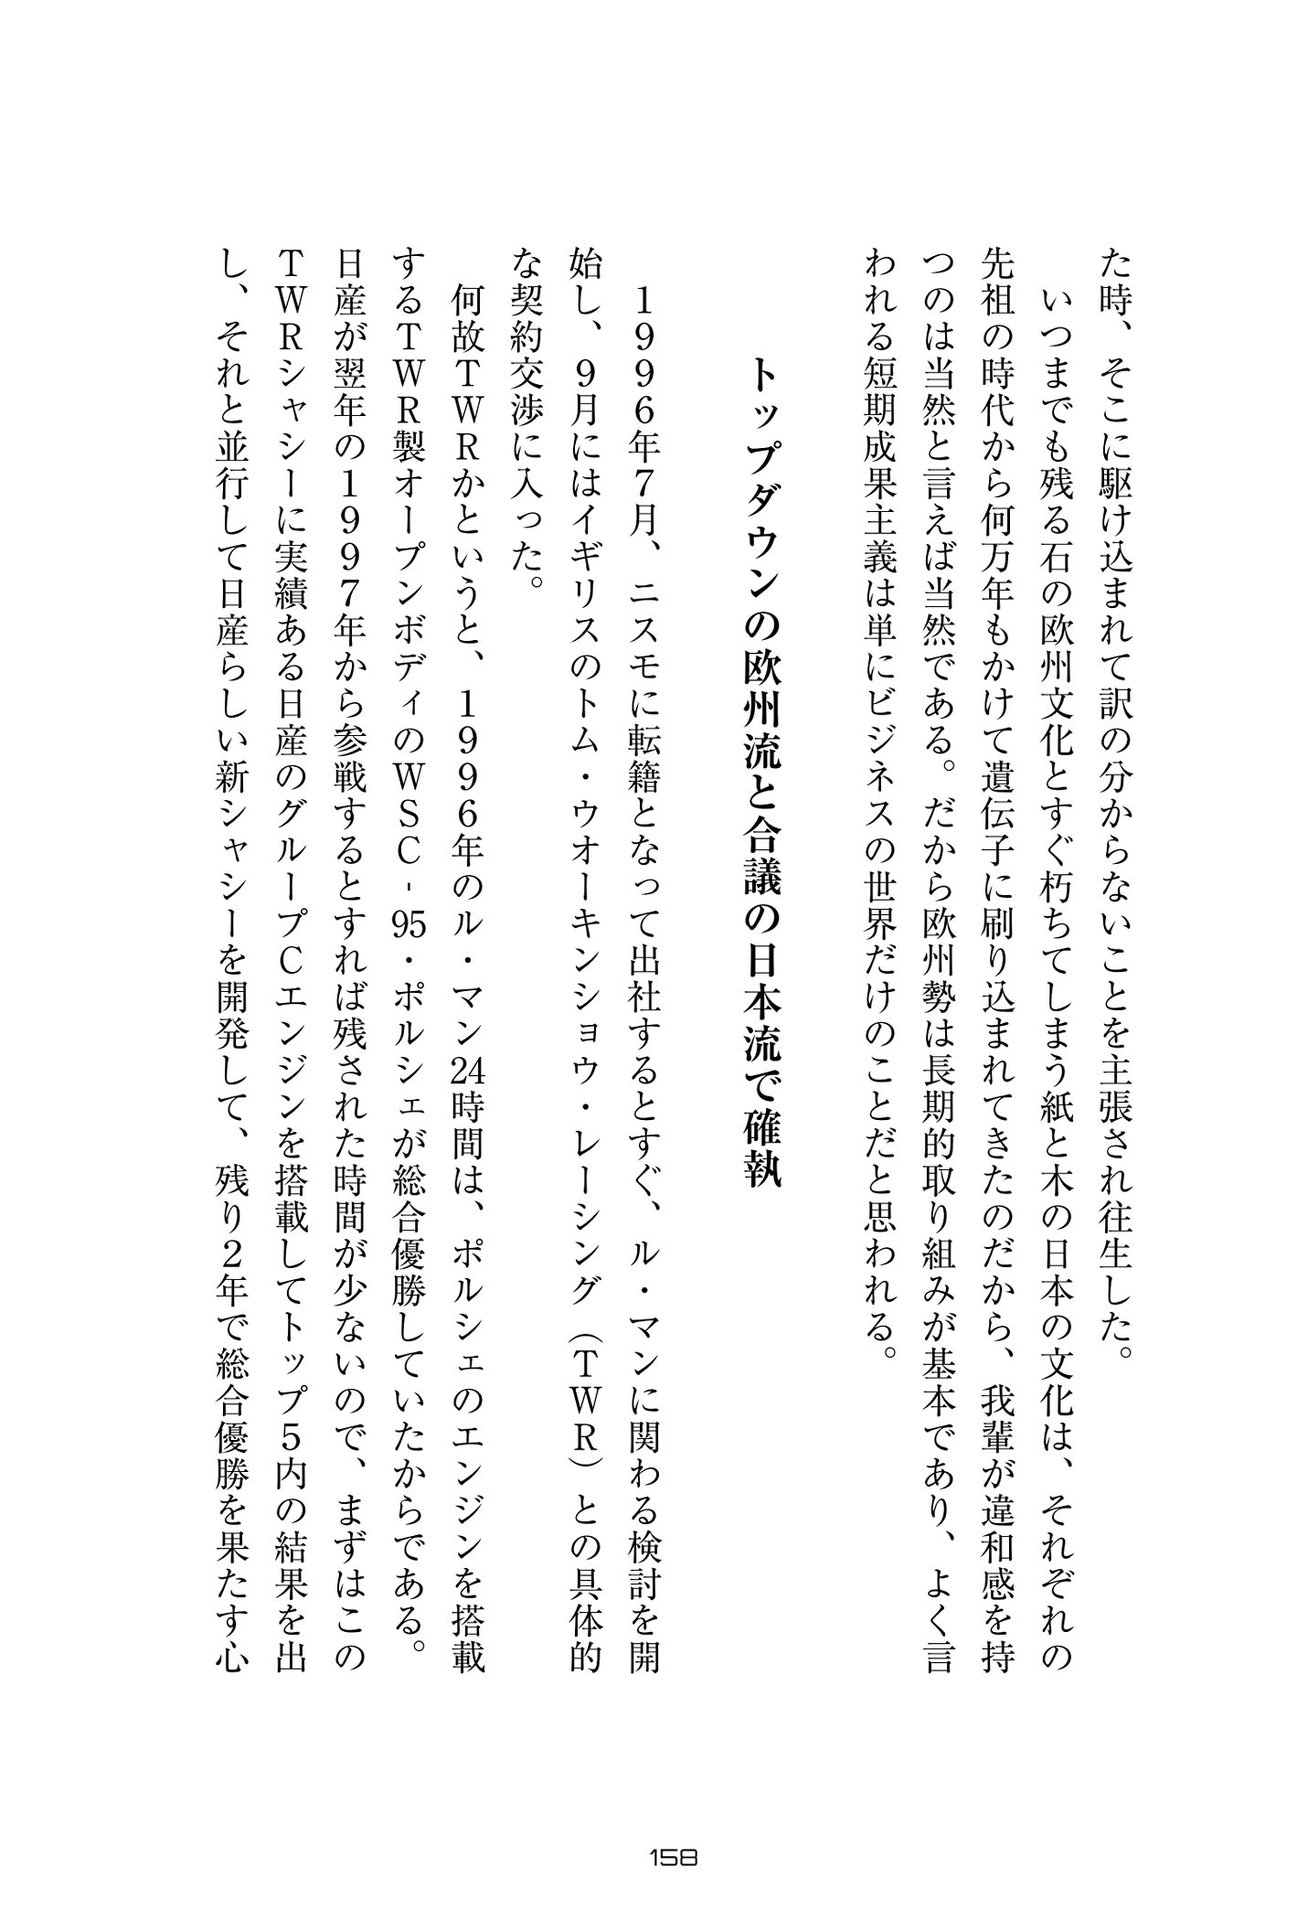 た時、そこに駆け込まれて訳の分からないことを主張され往生した。
いつまでも残る石の欧州文化とすぐ朽ちてしまう紙と木の日本の文化は、それぞれの
先祖の時代から何万年もかけて遺伝子に刷り込まれてきたのだから、我輩が違和感を持
つのは当然と言えば当然である。だから欧州勢は長期的取り組みが基本であり、よく言
われる短期成果主義は単にビジネスの世界だけのことだと思われる。
トップダウンの欧州流と合議の日本流で確執
１９９６年７月、ニスモに転籍となって出社するとすぐ、ル・マンに関わる検討を開
始し、９月にはイギリスのトム・ウオーキンショウ・レーシング（ＴＷＲ）との具体的
な契約交渉に入った。
何故ＴＷＲかというと、１９９６年のル・マン24時間は、ポルシェのエンジンを搭載
するＴＷＲ製オープンボディのＷＳＣ-95・ポルシェが総合優勝していたからである。
日産が翌年の１９９７年から参戦するとすれば残された時間が少ないので、まずはこの
ＴＷＲシャシーに実績ある日産のグループＣエンジンを搭載してトップ５内の結果を出
し、それと並行して日産らしい新シャシーを開発して、残り２年で総合優勝を果たす心
158